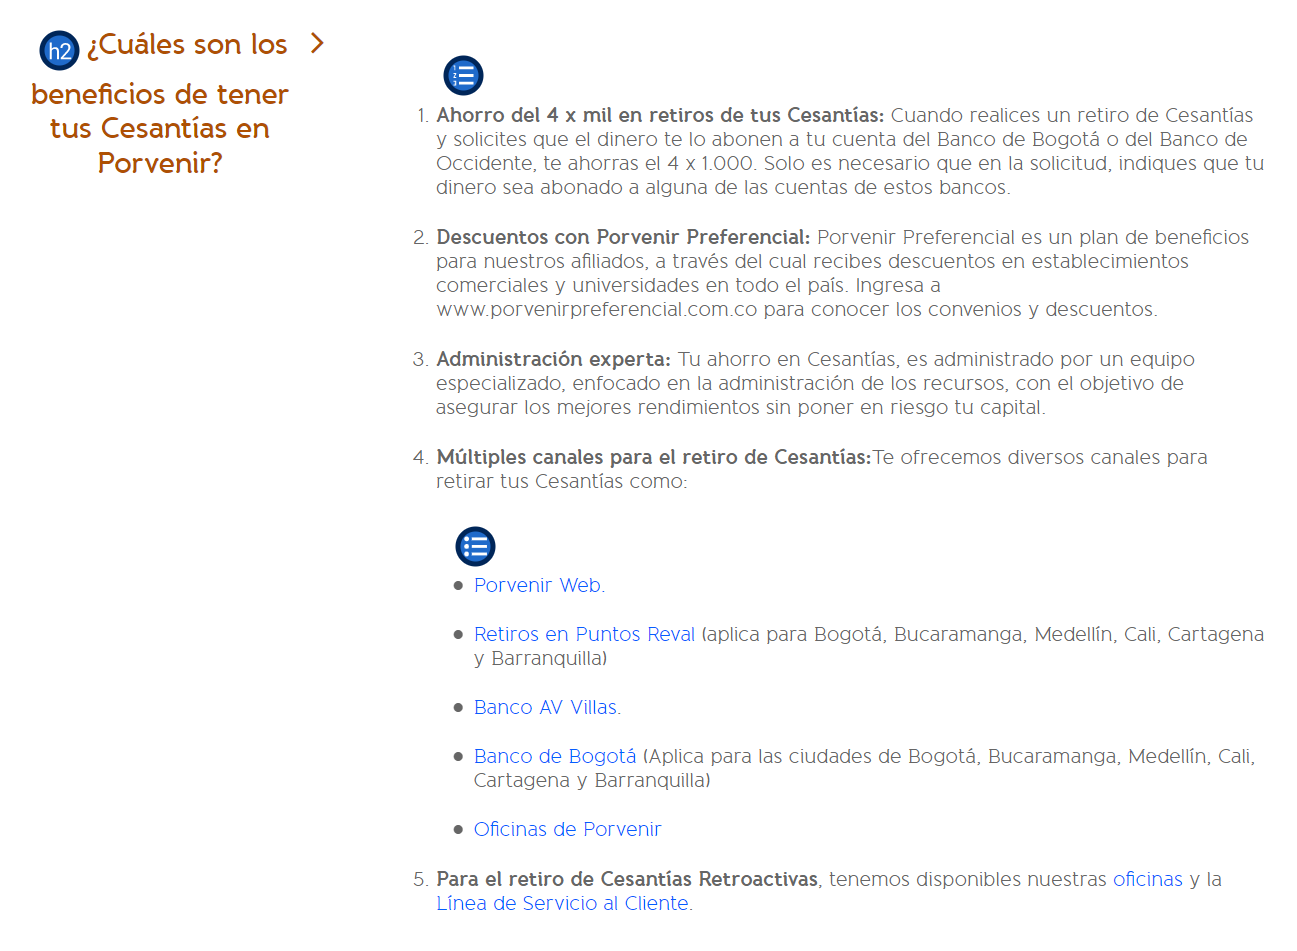 h2 ¿Cuáles son los
beneficios de tener
tus Cesantías en
Porvenir?
1. Ahorro del 4 x mil en retiros de tus Cesantías: Cuando realices un retiro de Cesantías
y solicites que el dinero te lo abonen a tu cuenta del Banco de Bogotá o del Banco de
Occidente, te ahorras el 4 x 1.000. Solo es necesario que en la solicitud, indiques que tu
dinero sea abonado a alguna de las cuentas de estos bancos.
2. Descuentos con Porvenir Preferencial: Porvenir Preferencial es un plan de beneficios
para nuestros afiliados, a través del cual recibes descuentos en establecimientos
comerciales y universidades en todo el país. Ingresa a
www.porvenirpreferencial.com.co para conocer los convenios y descuentos.
3. Administración experta: Tu ahorro en Cesantías, es administrado por un equipo
especializado, enfocado en la administración de los recursos, con el objetivo de
asegurar los mejores rendimientos sin poner en riesgo tu capital.
4. Múltiples canales para el retiro de Cesantías:Te ofrecemos diversos canales para
retirar tus Cesantías como:
• Porvenir Web.
• Retiros en Puntos Reval (aplica para Bogotá, Bucaramanga, Medellín, Cali, Cartagena
y Barranquilla)
• Banco AV Villas.
• Banco de Bogotá (Aplica para las ciudades de Bogotá, Bucaramanga, Medellín, Cali,
Cartagena y Barranquilla)
• Oficinas de Porvenir
5. Para el retiro de Cesantías Retroactivas, tenemos disponibles nuestras oficinas y la
Línea de Servicio al Cliente.